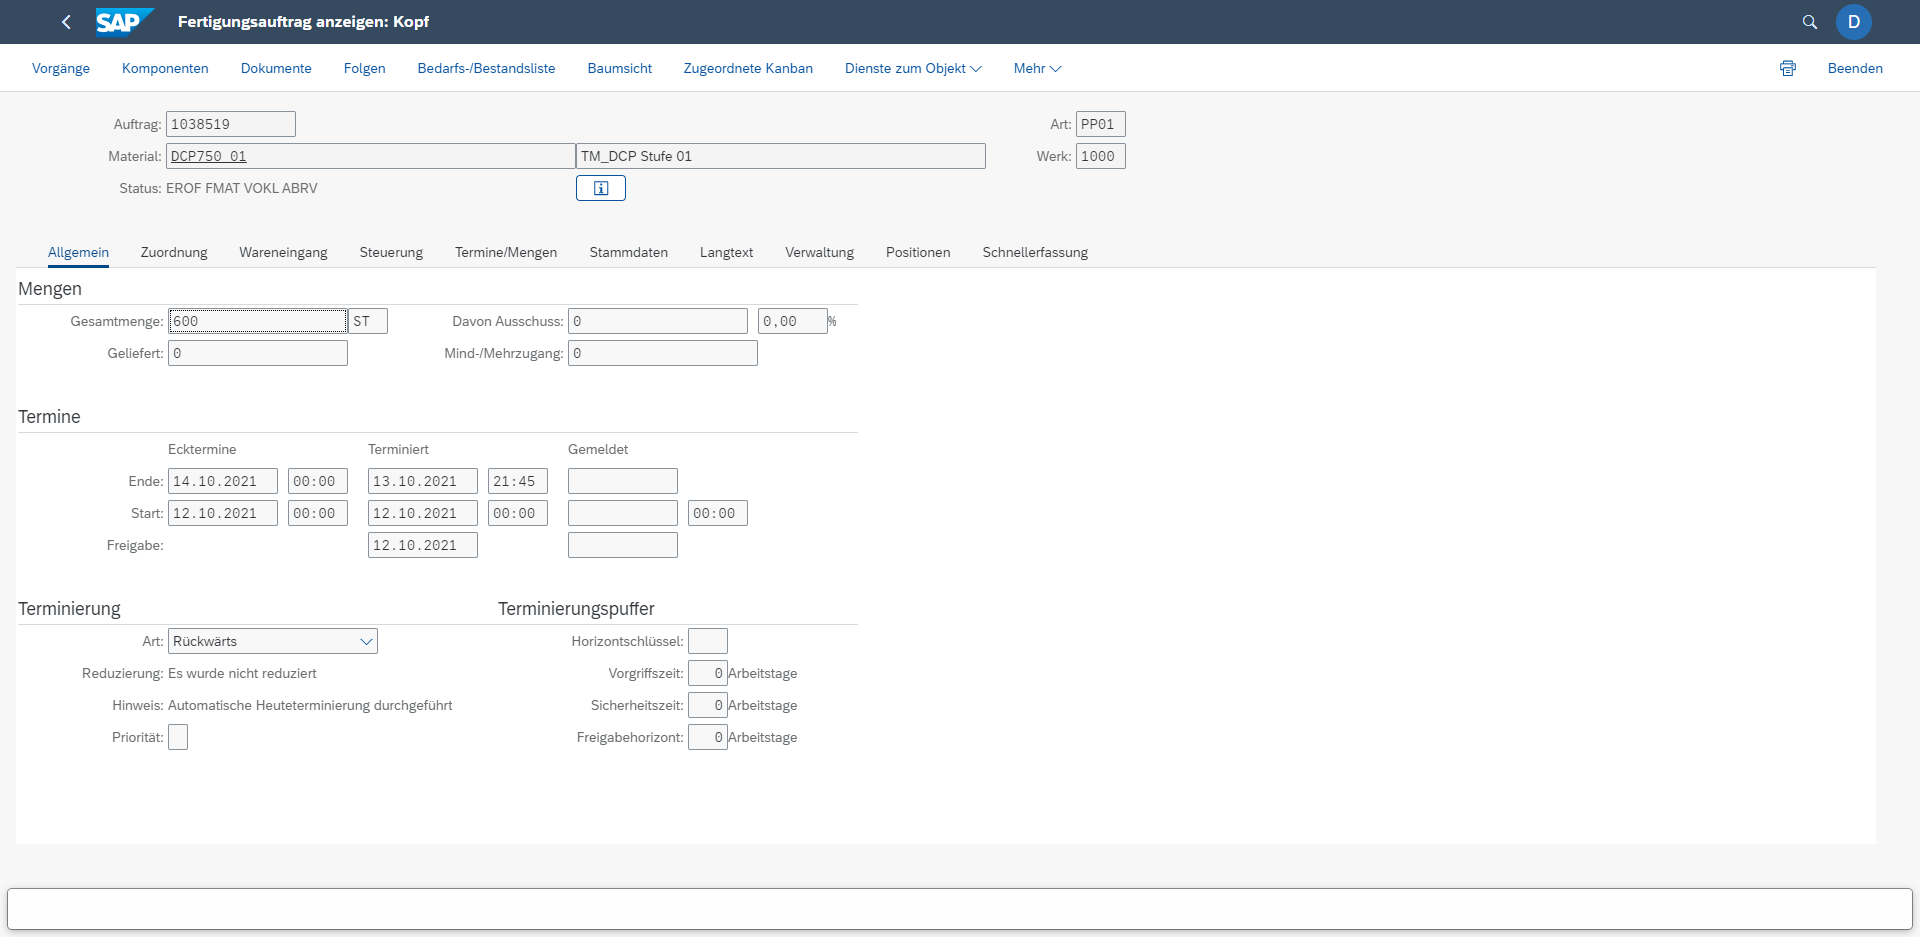 SAP Fertigungsauftrag anzeigen: Kopf D
Vorgänge Komponenten Dokumente Folgen Bedarfs-/Bestandsliste Baumsicht Zugeordnete Kanban Dienste zum Objekt Mehr Beenden
Auftrag: 1038519 Art: PP01
Material: DCP750_01 TM_DCP Stufe 01 Werk: 1000
Status: EROF FMAT VOKL ABRV
Allgemein Zuordnung Wareneingang Steuerung Termine/Mengen Stammdaten Langtext Verwaltung Positionen Schnellerfassung
Mengen
Gesamtmenge: 600 ST Davon Ausschuss: 0 0,00 %
Geliefert: 0 Mind-/Mehrzugang: 0
Termine
Ecktermine Terminiert Gemeldet
Ende: 14.10.2021 00:00 13.10.2021 21:45
Start: 12.10.2021 00:00 12.10.2021 00:00 00:00
Freigabe: 12.10.2021
Terminierung Terminierungspuffer
Art: Rückwärts Horizontschlüssel:
Reduzierung: Es wurde nicht reduziert Vorgriffszeit: 0 Arbeitstage
Hinweis: Automatische Heuteterminierung durchgeführt Sicherheitszeit: 0 Arbeitstage
Priorität: Freigabehorizont: 0 Arbeitstage